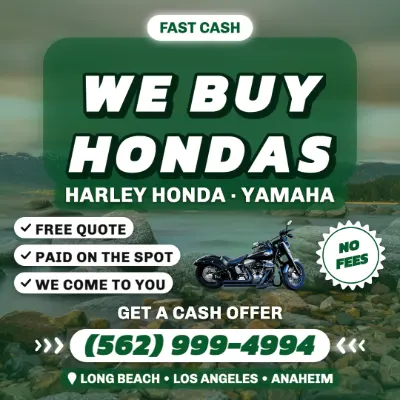 FAST CASH
WE BUY
HONDAS
HARLEY HONDA · YAMAHA
✓ FREE QUOTE
✓ PAID ON THE SPOT
✓ WE COME TO YOU
NO
FEES
GET A CASH OFFER
››› (562) 999-4994 ‹‹‹
LONG BEACH • LOS ANGELES • ANAHEIM